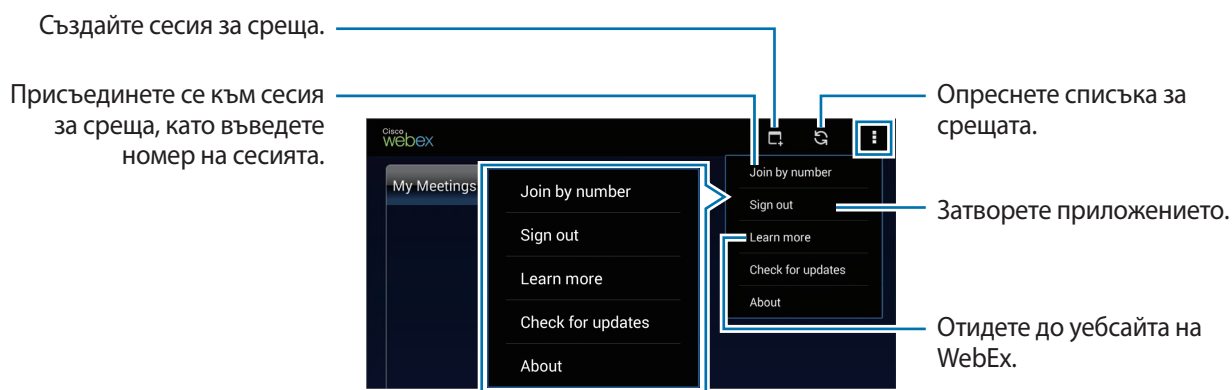 Създайте сесия за среща.
Присъединете се към сесия
за среща, като въведете
номер на сесията.
Опреснете списъка за
срещата.
Затворете приложението.
Отидете до уебсайта на
WebEx.
Cisco
webex
My Meetings
Join by number
Sign out
Learn more
Check for updates
About
Join by number
Sign out
Learn more
Check for updates
About